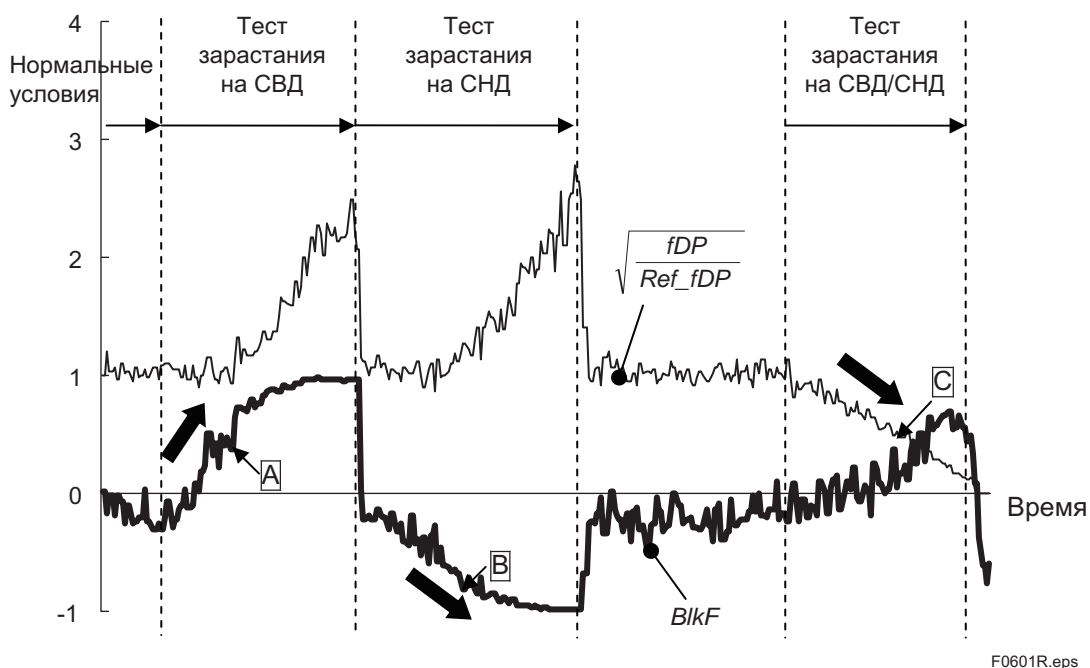 4
Тест
зарастания
на СВД
Тест
зарастания
на СНД
Тест
зарастания
на СВД/СНД
Нормальные
условия
3
2
fDP
Ref_fDP
1
C
A
0
Время
B
-1
BlkF
F0601R.eps